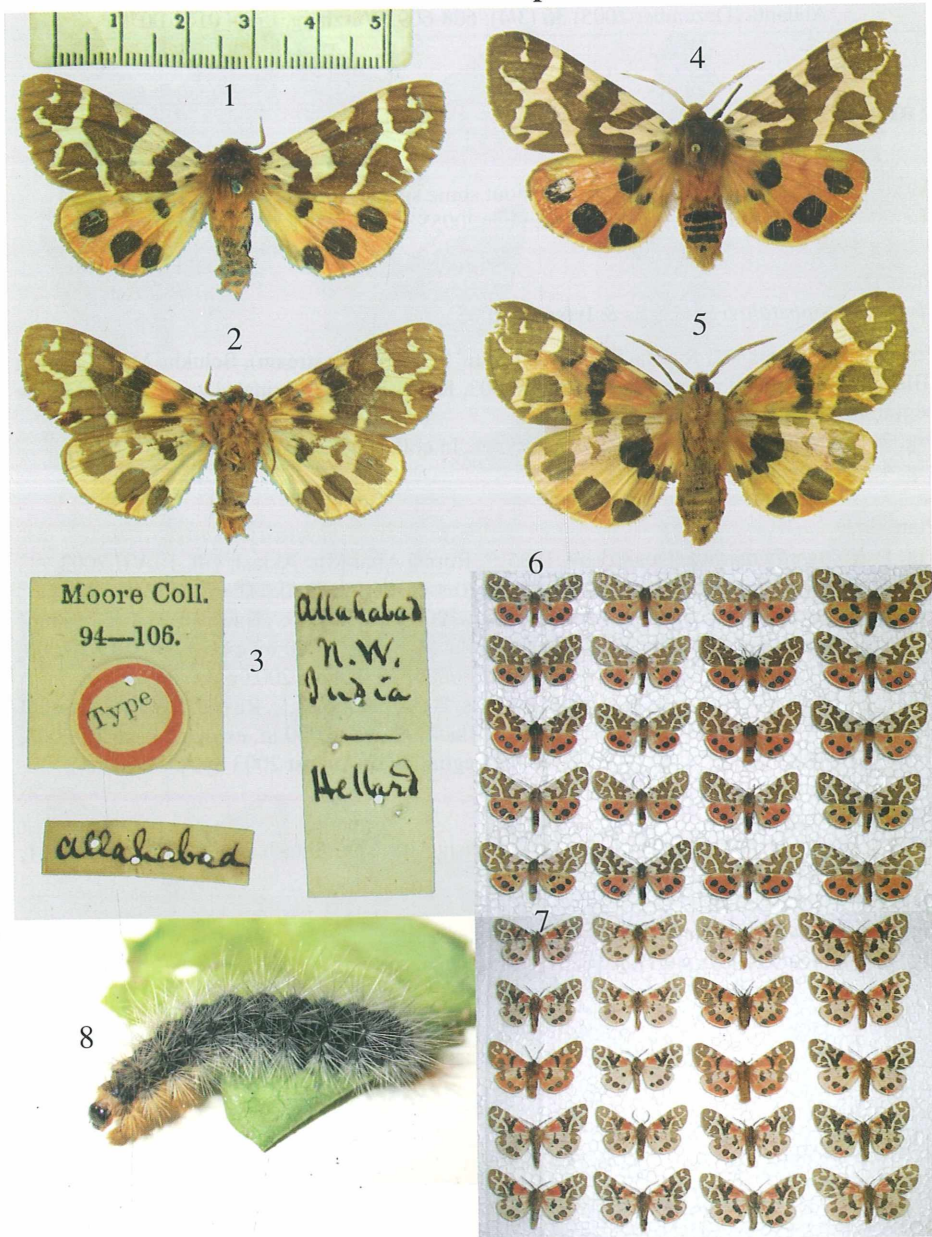 1 2 3 4 5
1
4
2
5
3
Moore Coll.
94—106.
Type
Allahabad
N.W.
India
—
Hellard
allahabad
6
7
8